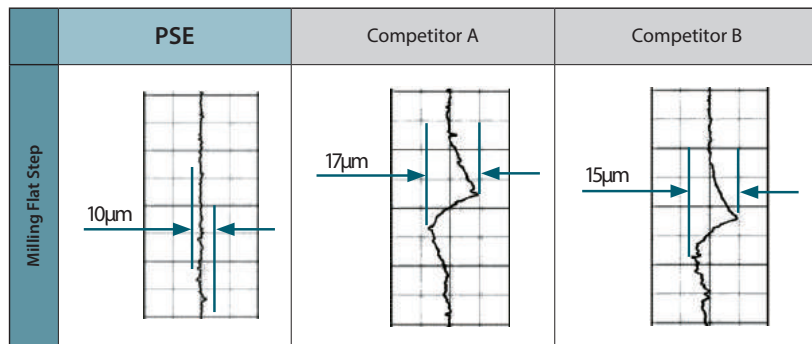 PSE
Competitor A
Competitor B
Milling Flat Step
10µm
17µm
15µm